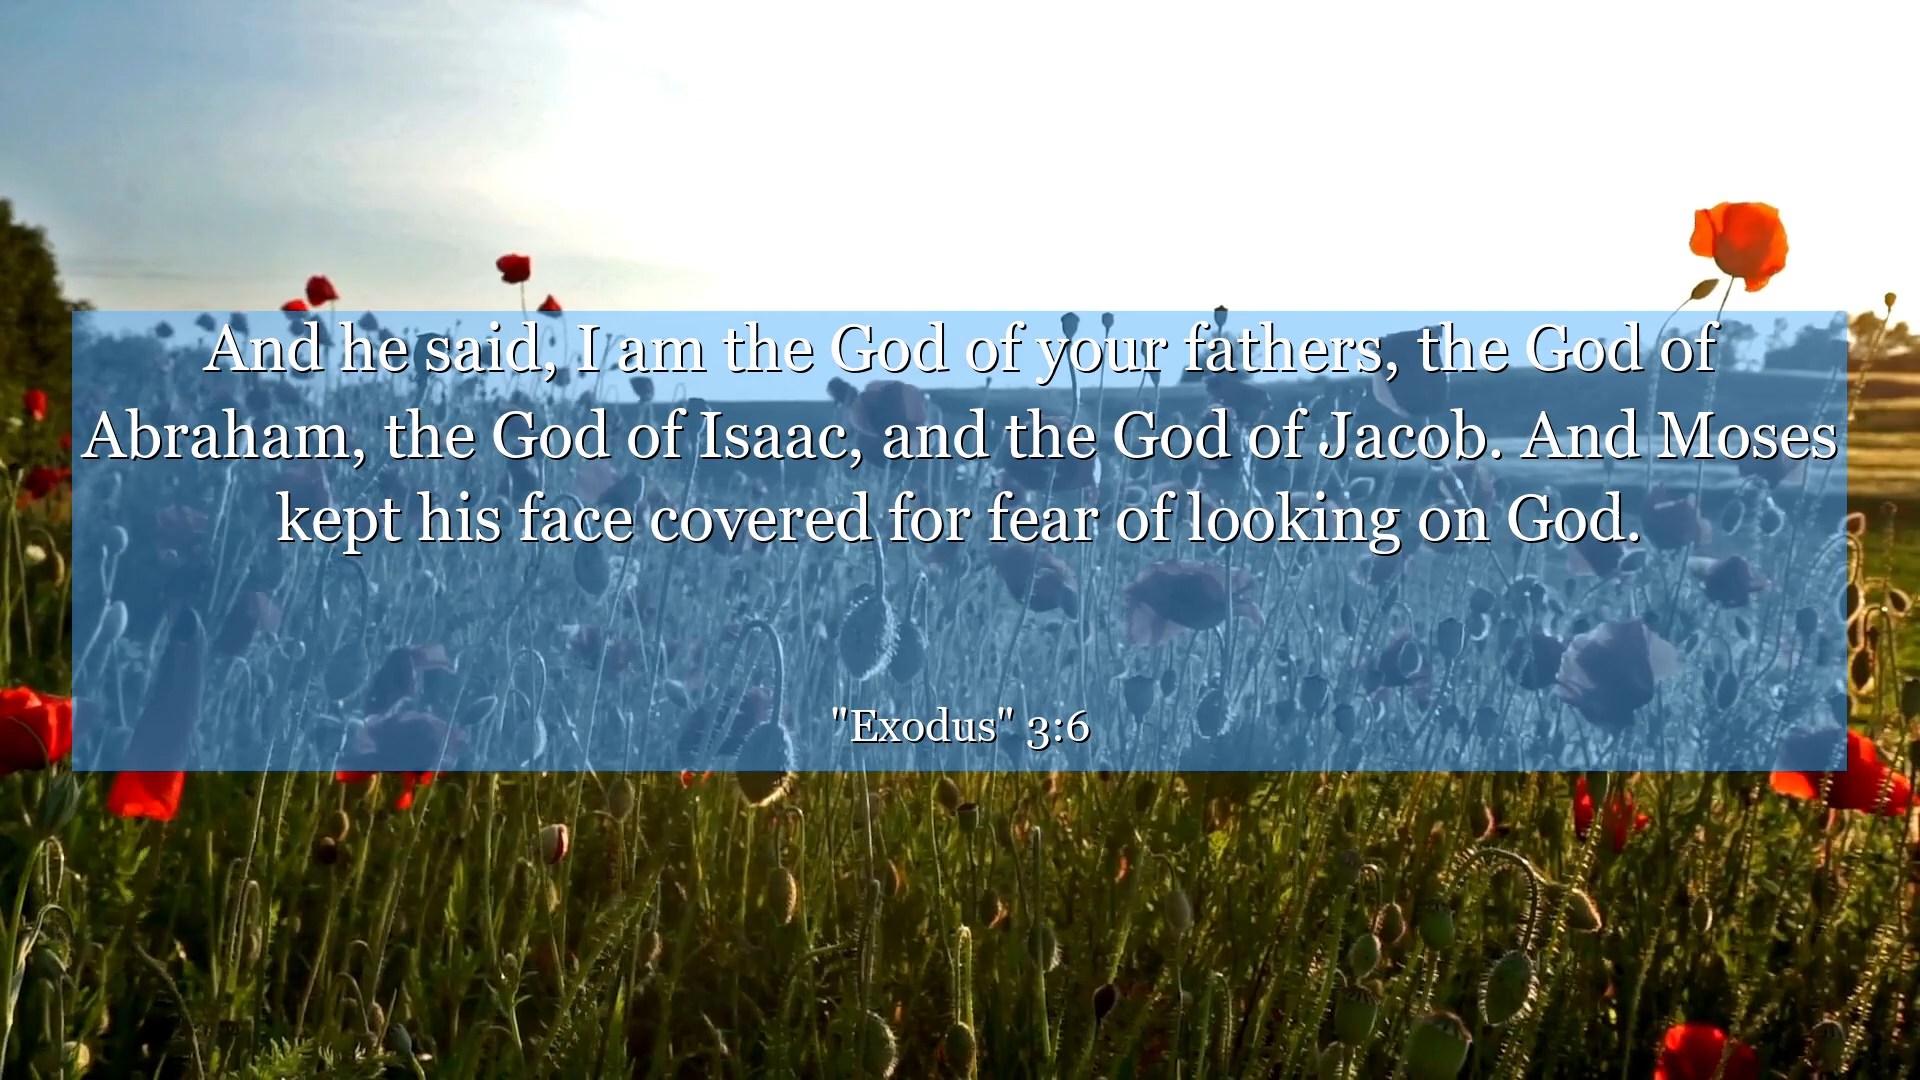 And he said, I am the God of your fathers, the God of
Abraham, the God of Isaac, and the God of Jacob. And Moses
kept his face covered for fear of looking on God.
"Exodus" 3:6